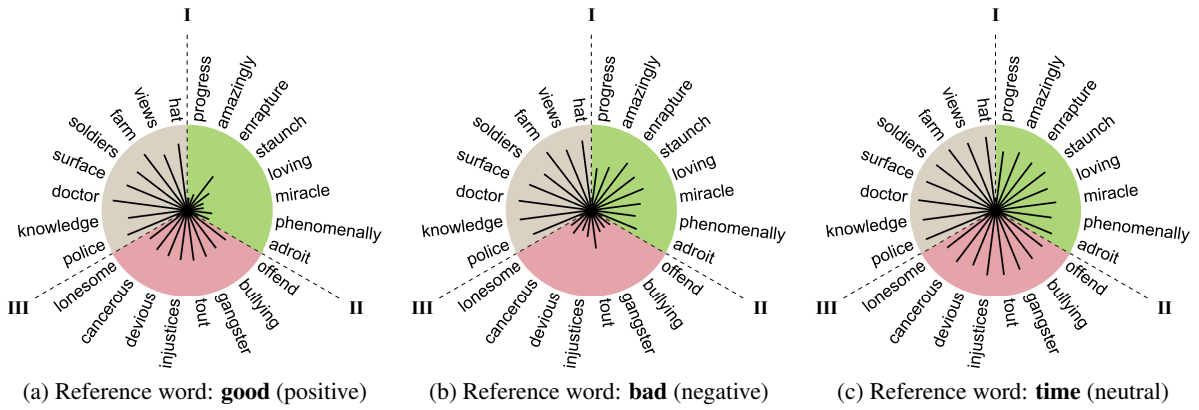 I
progress
amazingly
enrapture
staunch
loving
miracle
phenomenally
adroit
II
offend
bullying
gangster
tout
injustices
devious
cancerous
lonesome
III
police
knowledge
doctor
surface
soldiers
farm
views
hat
(a) Reference word: good (positive)
I
progress
amazingly
enrapture
staunch
loving
miracle
phenomenally
adroit
II
offend
bullying
gangster
tout
injustices
devious
cancerous
lonesome
III
police
knowledge
doctor
surface
soldiers
farm
views
hat
(b) Reference word: bad (negative)
I
progress
amazingly
enrapture
staunch
loving
miracle
phenomenally
adroit
II
offend
bullying
gangster
tout
injustices
devious
cancerous
lonesome
III
police
knowledge
doctor
surface
soldiers
farm
views
hat
(c) Reference word: time (neutral)